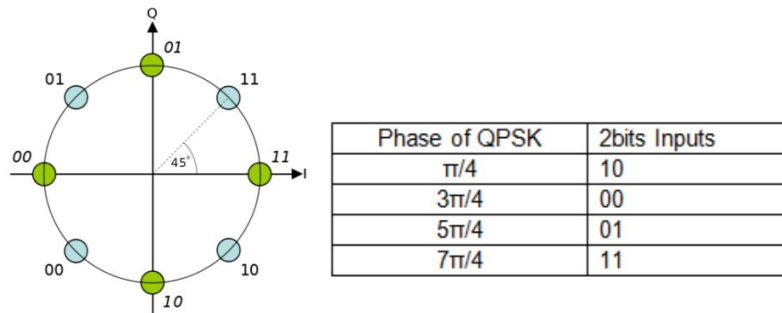 Q
01
01
11
00
45°
11
I
00
10
10
Phase of QPSK 2bits Inputs
π/4 10
3π/4 00
5π/4 01
7π/4 11